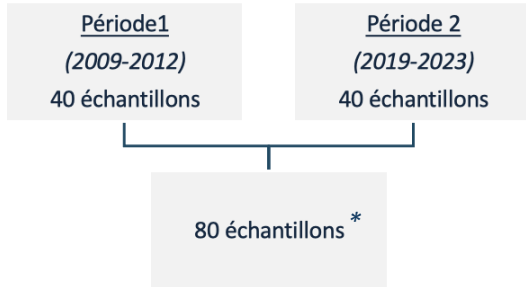 Période1
(2009-2012)
40 échantillons
Période 2
(2019-2023)
40 échantillons
80 échantillons *